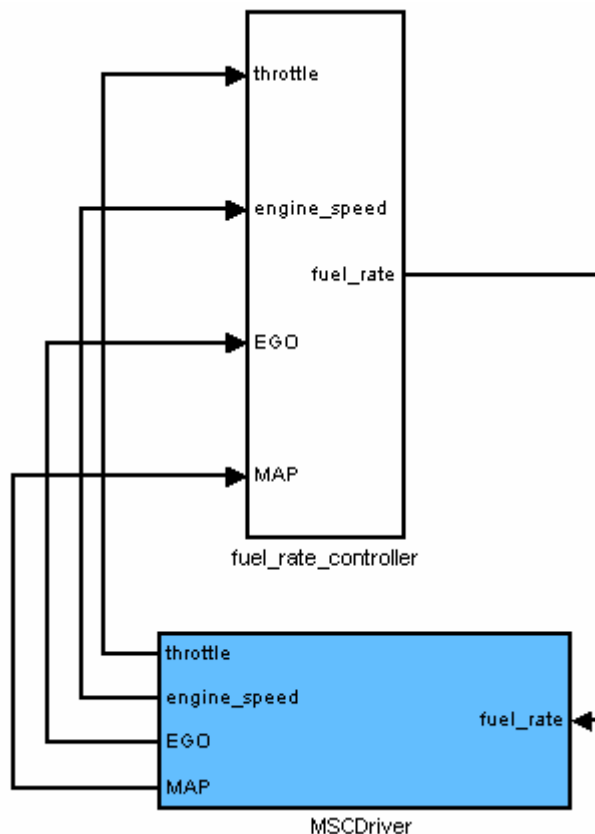 throttle
engine_speed
fuel_rate
EGO
MAP
fuel_rate_controller
throttle
engine_speed
fuel_rate
EGO
MAP
MSCDriver